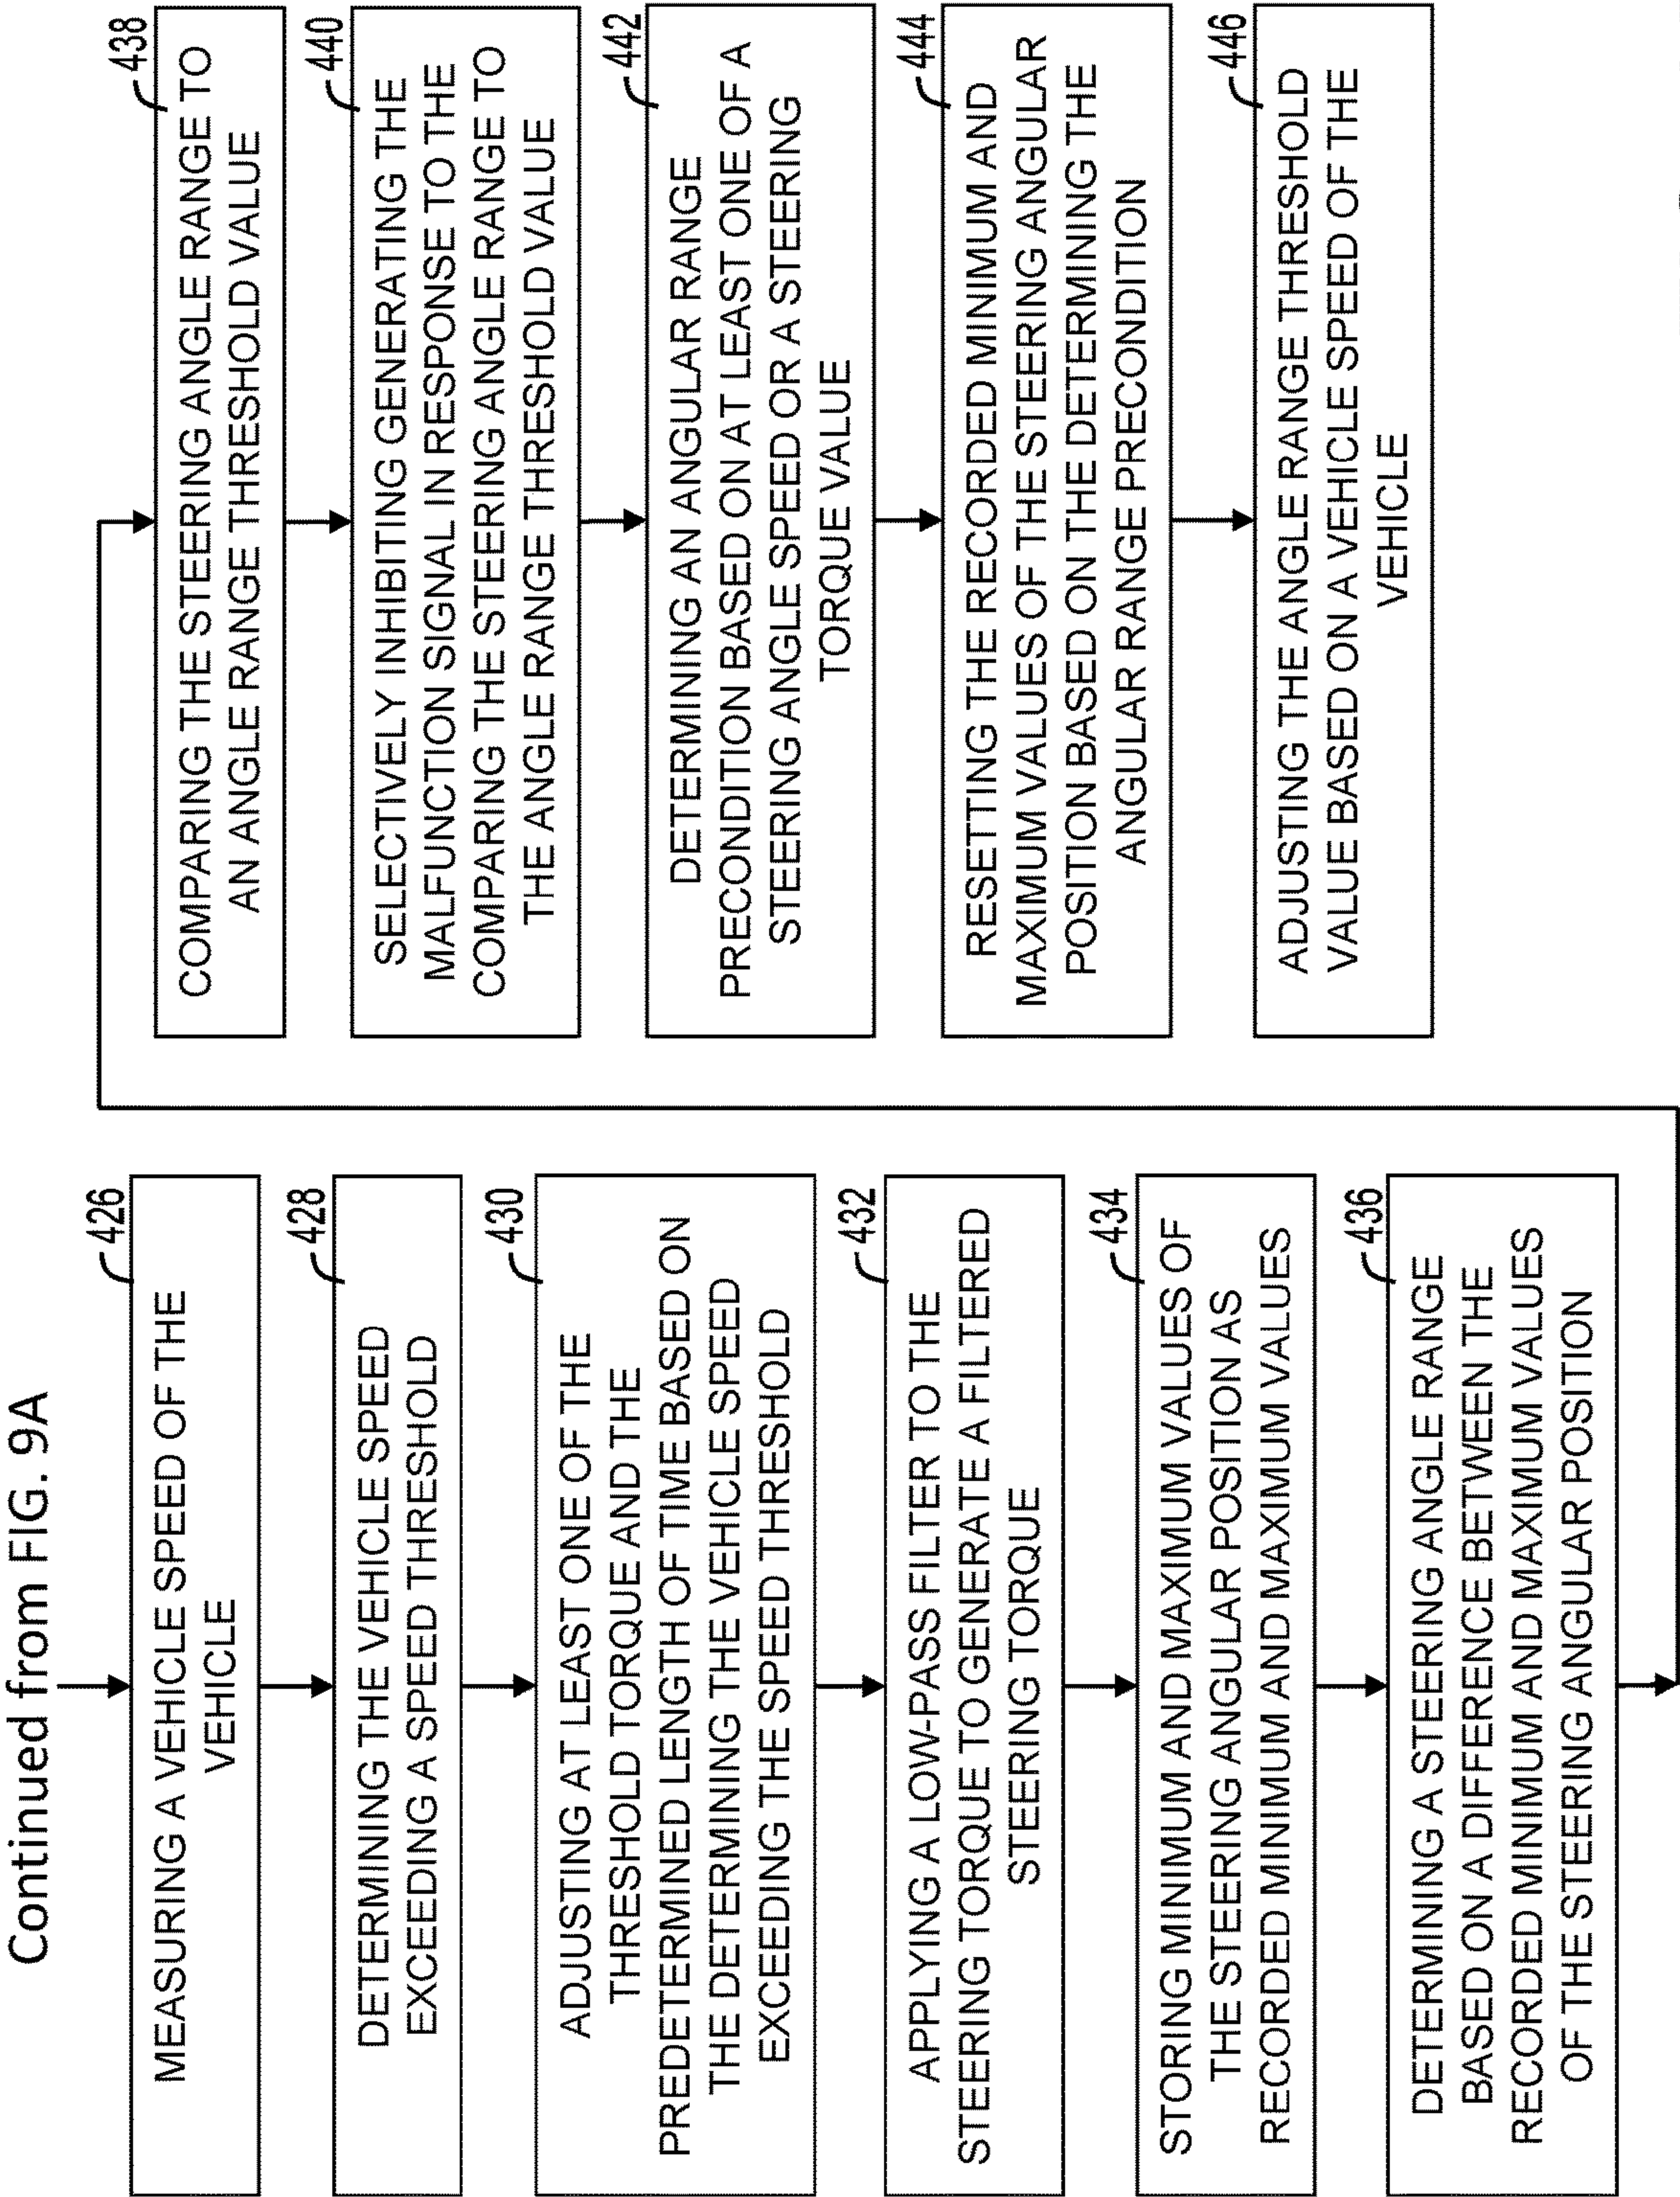 Continued from FIG. 9A
426
MEASURING A VEHICLE SPEED OF THE
VEHICLE
428
DETERMINING THE VEHICLE SPEED
EXCEEDING A SPEED THRESHOLD
430
ADJUSTING AT LEAST ONE OF THE
THRESHOLD TORQUE AND THE
PREDETERMINED LENGTH OF TIME BASED ON
THE DETERMINING THE VEHICLE SPEED
EXCEEDING THE SPEED THRESHOLD
432
APPLYING A LOW-PASS FILTER TO THE
STEERING TORQUE TO GENERATE A FILTERED
STEERING TORQUE
434
STORING MINIMUM AND MAXIMUM VALUES OF
THE STEERING ANGULAR POSITION AS
RECORDED MINIMUM AND MAXIMUM VALUES
436
DETERMINING A STEERING ANGLE RANGE
BASED ON A DIFFERENCE BETWEEN THE
RECORDED MINIMUM AND MAXIMUM VALUES
OF THE STEERING ANGULAR POSITION
438
COMPARING THE STEERING ANGLE RANGE TO
AN ANGLE RANGE THRESHOLD VALUE
440
SELECTIVELY INHIBITING GENERATING THE
MALFUNCTION SIGNAL IN RESPONSE TO THE
COMPARING THE STEERING ANGLE RANGE TO
THE ANGLE RANGE THRESHOLD VALUE
442
DETERMINING AN ANGULAR RANGE
PRECONDITION BASED ON AT LEAST ONE OF A
STEERING ANGLE SPEED OR A STEERING
TORQUE VALUE
444
RESETTING THE RECORDED MINIMUM AND
MAXIMUM VALUES OF THE STEERING ANGULAR
POSITION BASED ON THE DETERMINING THE
ANGULAR RANGE PRECONDITION
446
ADJUSTING THE ANGLE RANGE THRESHOLD
VALUE BASED ON A VEHICLE SPEED OF THE
VEHICLE